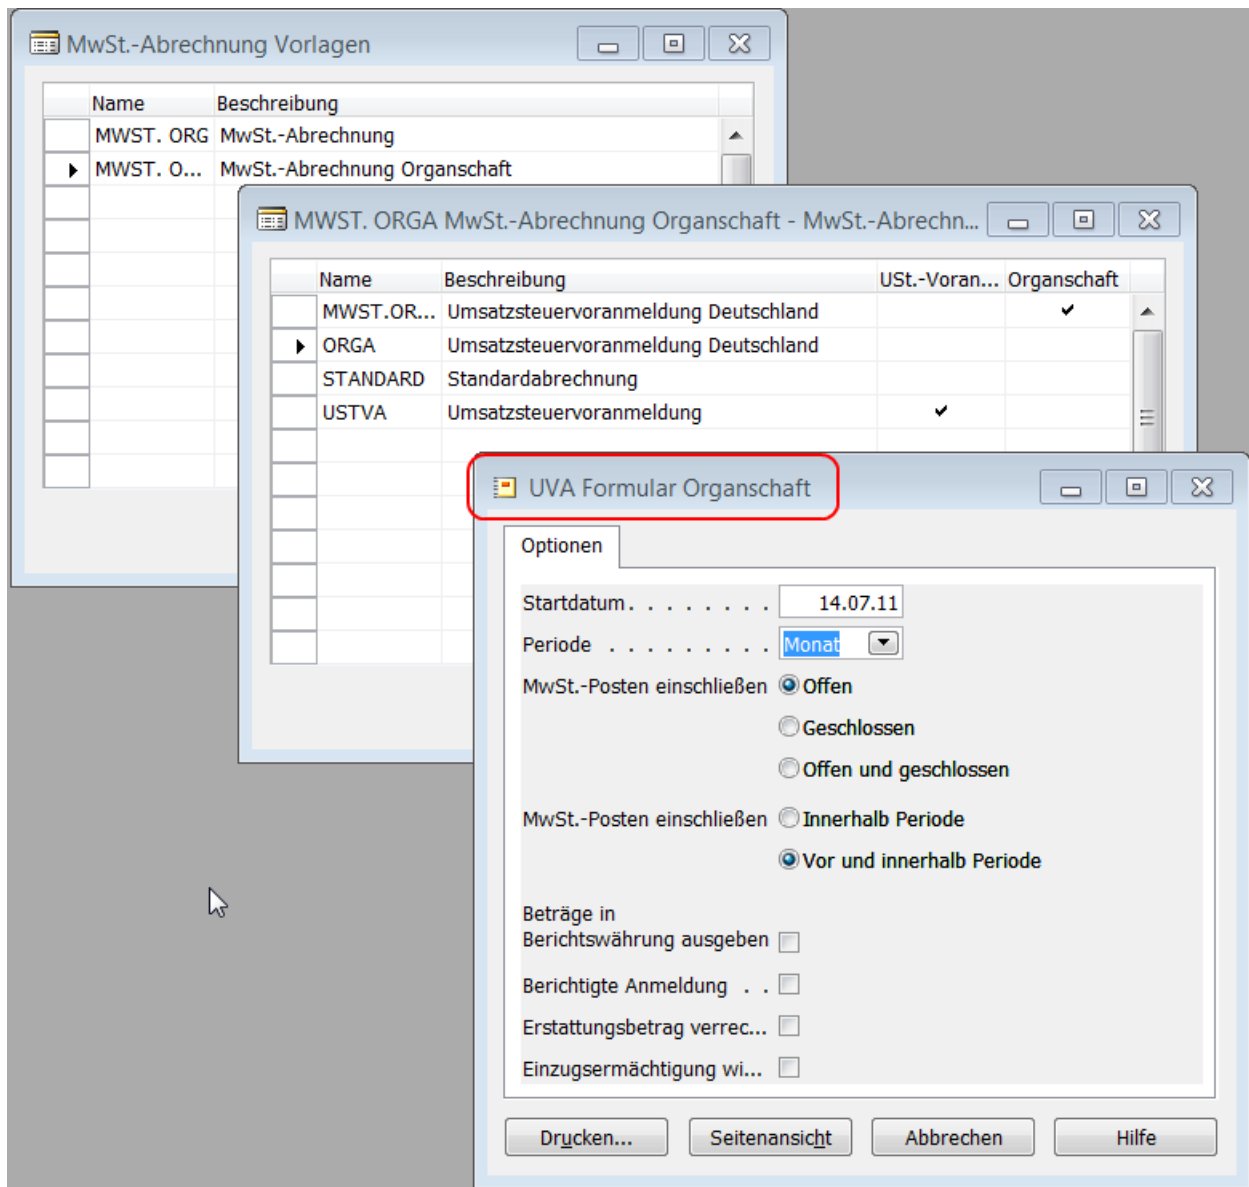 MwSt.-Abrechnung Vorlagen
Name Beschreibung
MWST. ORG MwSt.-Abrechnung
MWST. O... MwSt.-Abrechnung Organschaft
MWST. ORGA MwSt.-Abrechnung Organschaft - MwSt.-Abrechn...
Name Beschreibung USt.-Voran... Organschaft
MWST.OR... Umsatzsteuervoranmeldung Deutschland
ORGA Umsatzsteuervoranmeldung Deutschland
STANDARD Standardabrechnung
USTVA Umsatzsteuervoranmeldung
UVA Formular Organschaft
Optionen
Startdatum. . . . . . . . 14.07.11
Periode . . . . . . . . . Monat
MwSt.-Posten einschließen Offen
Geschlossen
Offen und geschlossen
MwSt.-Posten einschließen Innerhalb Periode
Vor und innerhalb Periode
Beträge in
Berichtswährung ausgeben
Berichtigte Anmeldung . .
Erstattungsbetrag verrec...
Einzugsermächtigung wi...
Drucken... Seitenansicht Abbrechen Hilfe